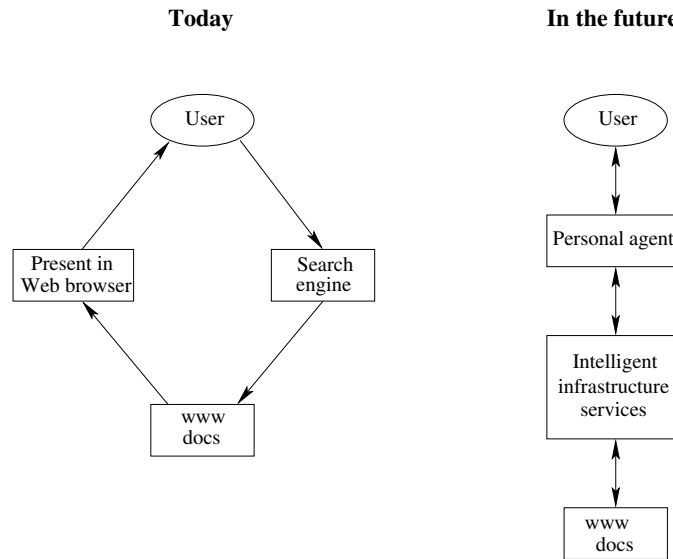 Today
User
Present in
Web browser
Search
engine
www
docs
In the future
User
Personal agent
Intelligent
infrastructure
services
www
docs